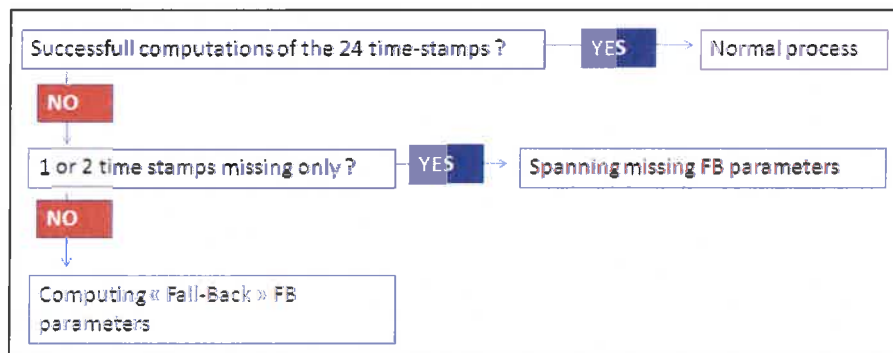 Successfull computations of the 24 time-stamps ?
YES
Normal process
NO
1 or 2 time stamps missing only ?
YES
Spanning missing FB parameters
NO
Computing « Fall-Back » FB
parameters